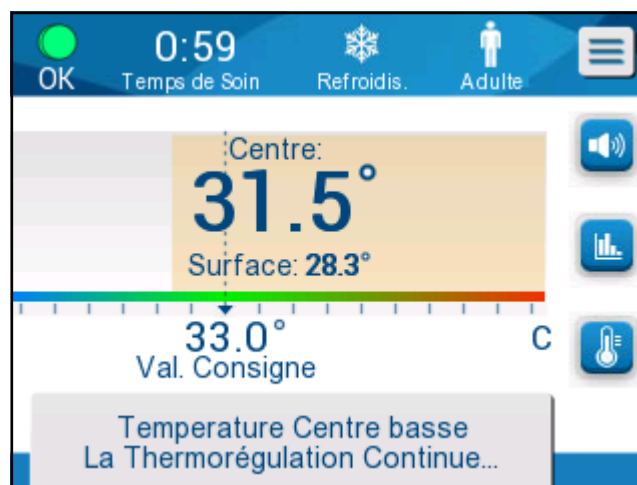 0:59
OK
Temps de Soin
Refroidis.
Adulte
Centre:
31.5°
Surface: 28.3°
33.0°
C
Val. Consigne
Temperature Centre basse
La Thermorégulation Continue...